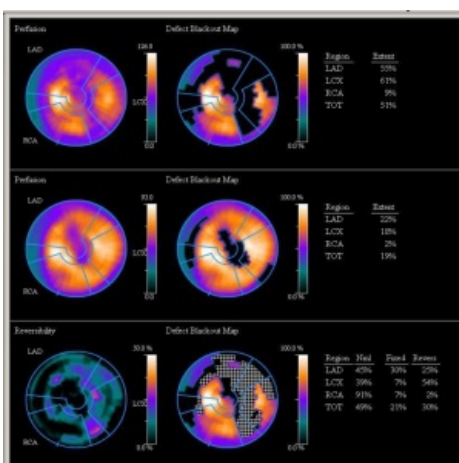 Perfusion Defect Blackout Map
LAD
126.0
100.0 %
Region Extent
LAD 55%
LCX 61%
RCA 9%
TOT 51%
LCX
RCA
0.0
0.0 %
Perfusion Defect Blackout Map
LAD
70.0
100.0 %
Region Extent
LAD 22%
LCX 18%
RCA 2%
TOT 19%
LCX
RCA
0.0
0.0 %
Reversibility Defect Blackout Map
LAD
30.0 %
100.0 %
Region Nml Fixed Revers
LAD 45% 30% 25%
LCX 39% 7% 54%
RCA 91% 7% 2%
TOT 49% 21% 30%
LCX
RCA
0.0 %
0.0 %